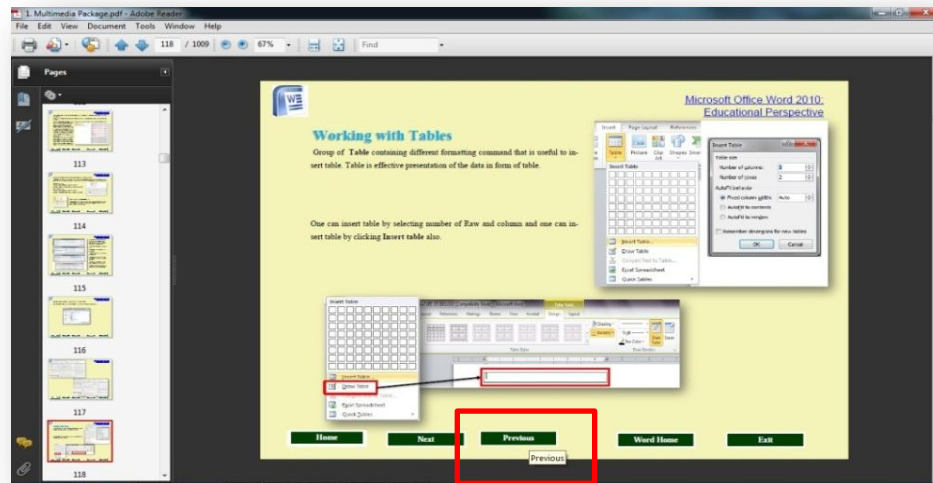 1. Multimedia Package.pdf - Adobe Reader
File Edit View Document Tools Window Help
118 / 1009 67% Find
Pages
113
114
115
116
117
118
Microsoft Office Word 2010:
Educational Perspective
Working with Tables
Group of Table containing different formatting command that is useful to in-
sert table. Table is effective presentation of the data in form of table.
One can insert table by selecting number of Raw and column and one can in-
sert table by clicking Insert table also.
Insert Page Layout References
Table Picture Clip Art Shapes Smar
Insert Table
Insert Table...
Draw Table
Convert Text to Table...
Excel Spreadsheet
Quick Tables
Insert Table
Table size
Number of columns: 5
Number of rows: 2
AutoFit behavior
Fixed column width: Auto
AutoFit to contents
AutoFit to window
Remember dimensions for new tables
OK Cancel
Insert Table
Insert Table...
Draw Table
Excel Spreadsheet
Quick Tables
Home Next Previous Word Home Exit
Previous